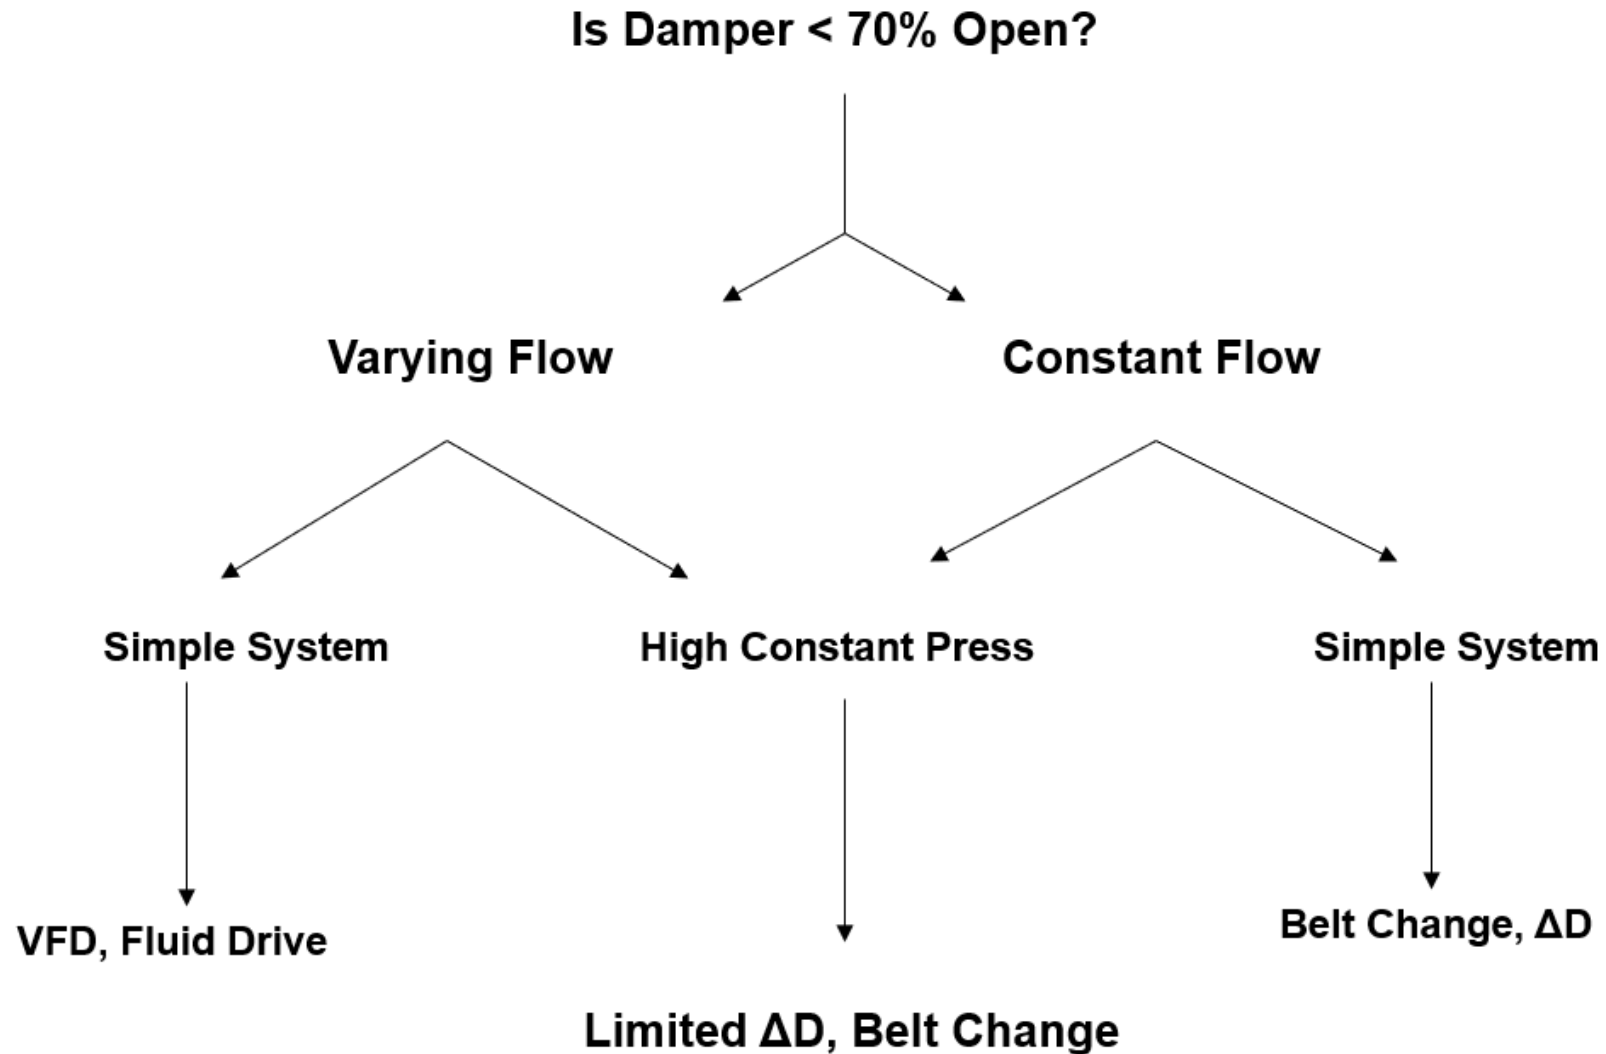 Is Damper < 70% Open?
Varying Flow
Constant Flow
Simple System
High Constant Press
Simple System
VFD, Fluid Drive
Belt Change, ΔD
Limited ΔD, Belt Change